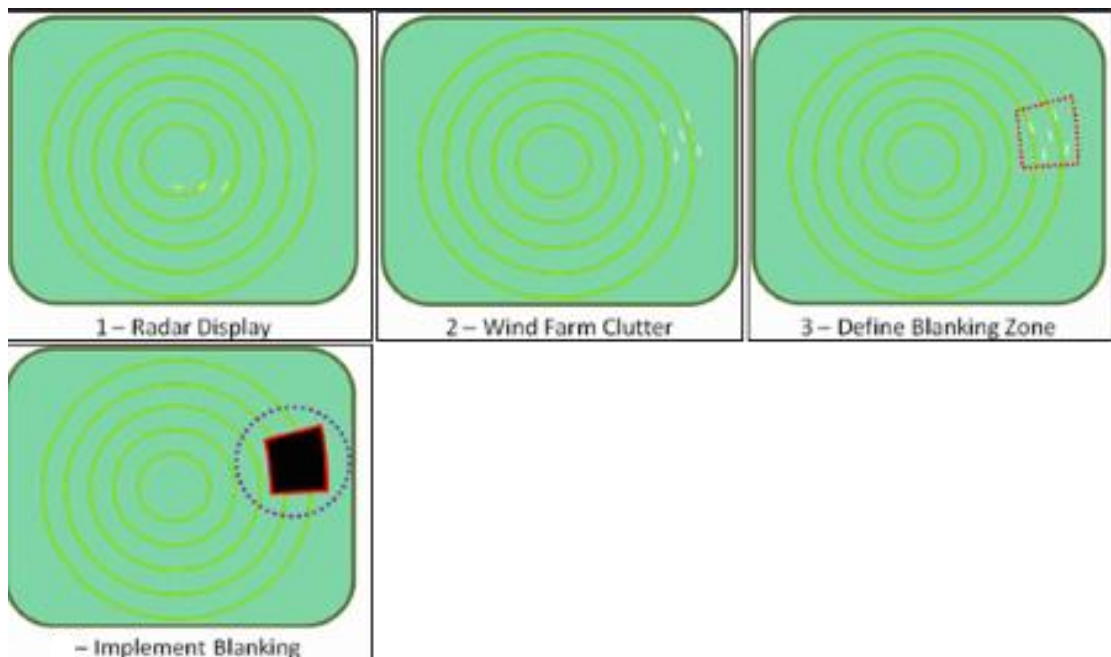 1 – Radar Display
2 – Wind Farm Clutter
3 – Define Blanking Zone
– Implement Blanking